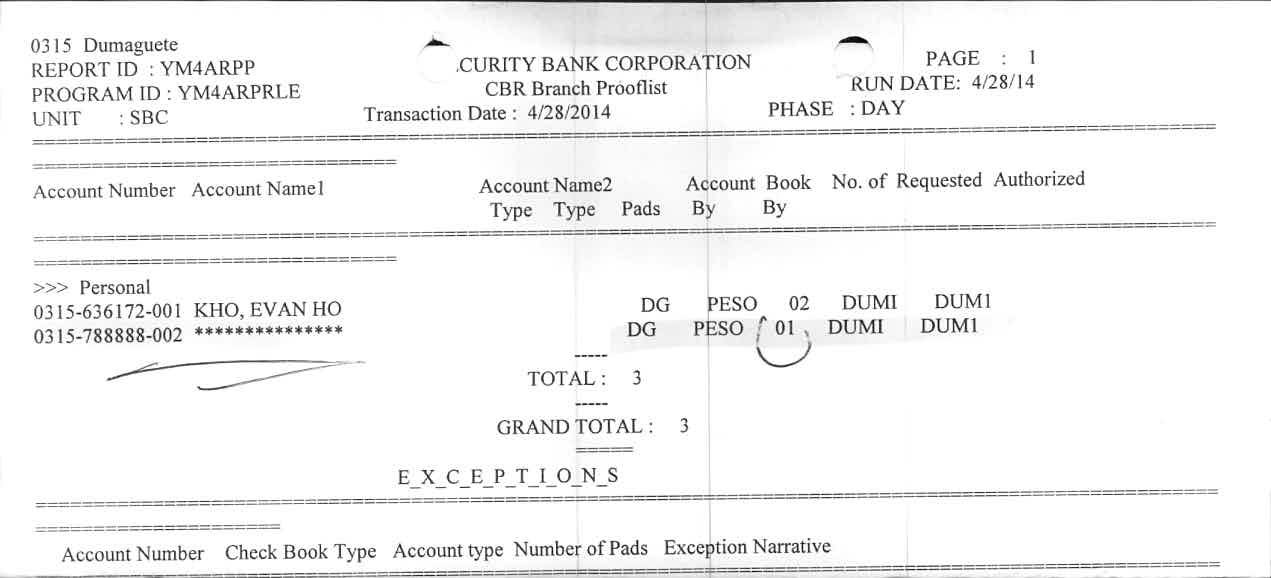 0315 Dumaguete
REPORT ID : YM4ARPP
PROGRAM ID : YM4ARPRLE
UNIT : SBC
CURITY BANK CORPORATION
CBR Branch Prooflist
Transaction Date : 4/28/2014
PAGE : 1
RUN DATE: 4/28/14
PHASE : DAY
==========================================================================================
================================
Account Number Account Name1 Account Name2 Account Book No. of Requested Authorized
Type Type Pads By By
==========================================================================================
================================
>>> Personal
0315-636172-001 KHO, EVAN HO DG PESO 02 DUMI DUM1
0315-788888-002 *************** DG PESO 01 DUMI DUM1
-----
TOTAL : 3
-----
GRAND TOTAL : 3
=====
E_X_C_E_P_T_I_O_N_S
==========================================================================================
======================
Account Number Check Book Type Account type Number of Pads Exception Narrative
==========================================================================================